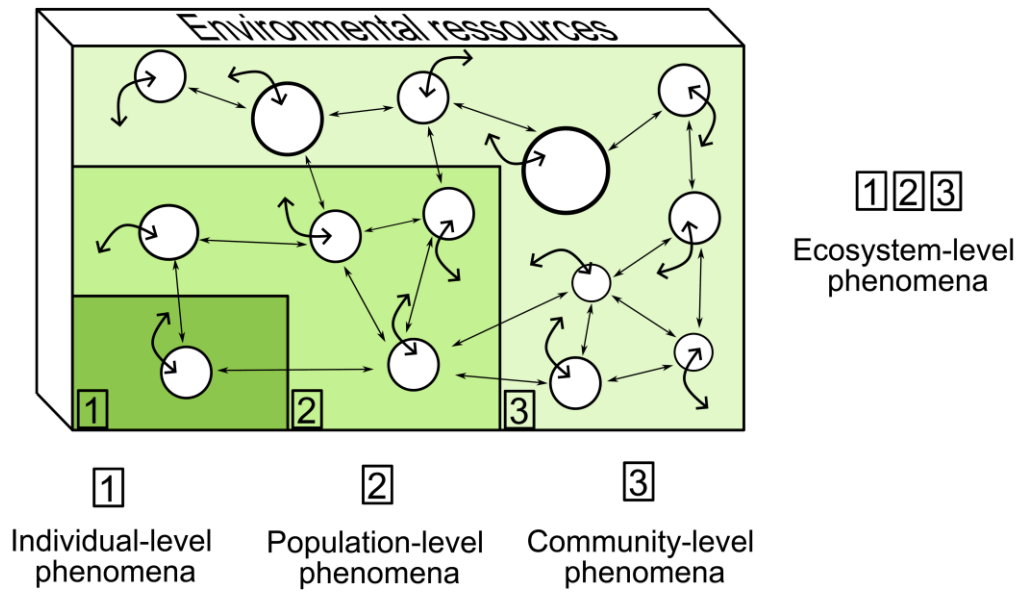 Environmental ressources
1 2 3
Ecosystem-level
phenomena
1
2
3
1
Individual-level
phenomena
2
Population-level
phenomena
3
Community-level
phenomena